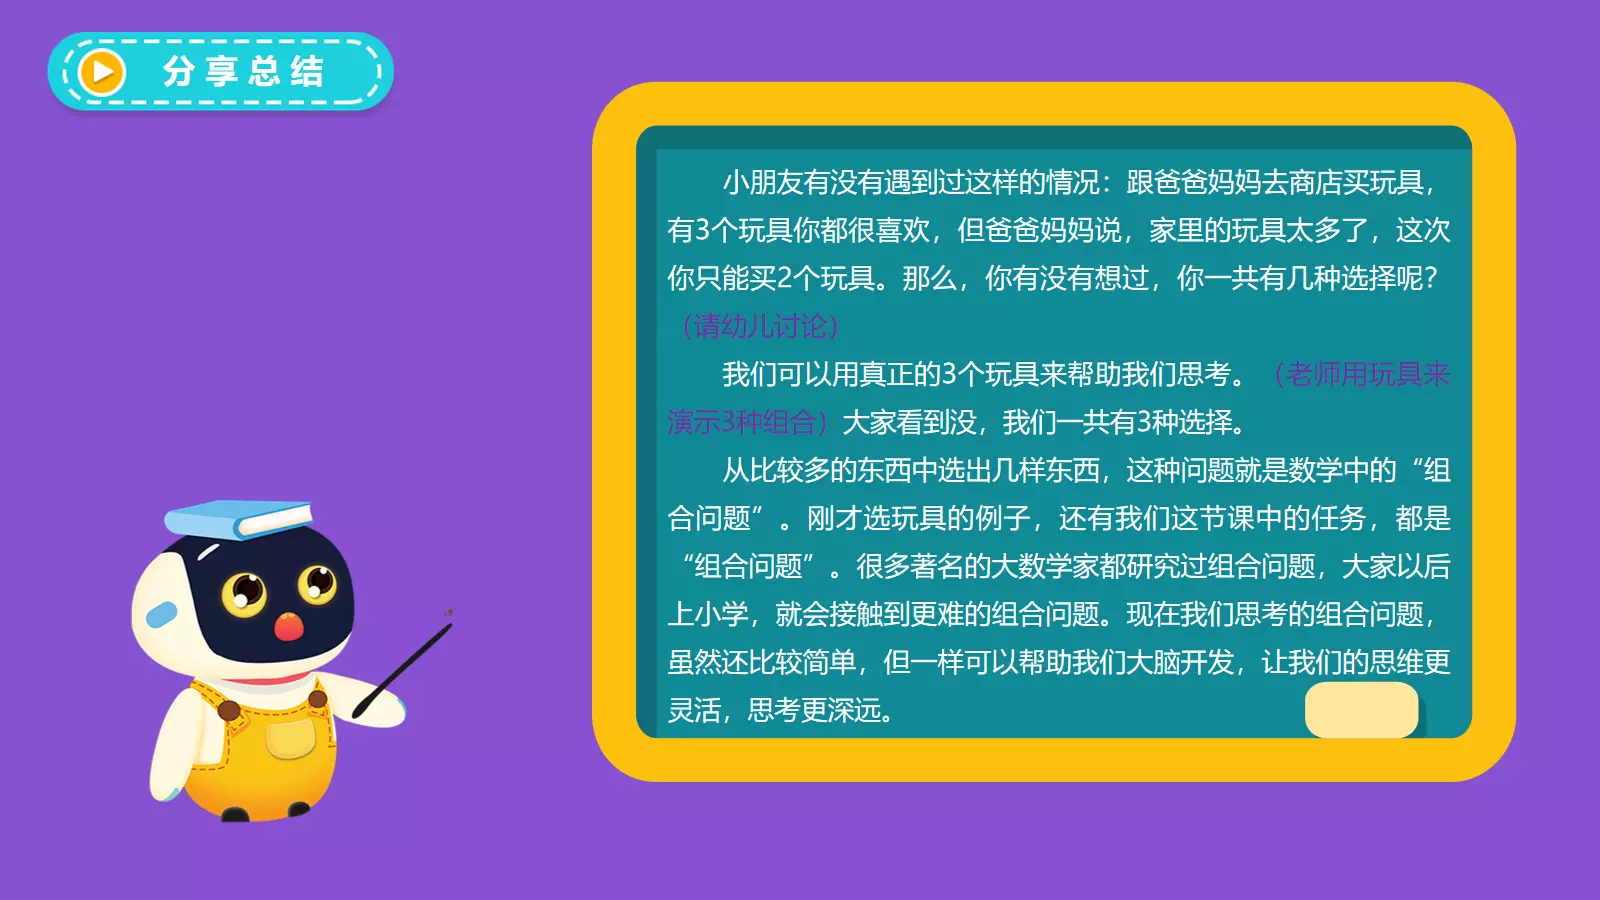 分享总结
小朋友有没有遇到过这样的情况：跟爸爸妈妈去商店买玩具，
有3个玩具你都很喜欢，但爸爸妈妈说，家里的玩具太多了，这次
你只能买2个玩具。那么，你有没有想过，你一共有几种选择呢？
（请幼儿讨论）
我们可以用真正的3个玩具来帮助我们思考。（老师用玩具来
演示3种组合）大家看到没，我们一共有3种选择。
从比较多的东西中选出几样东西，这种问题就是数学中的“组
合问题”。刚才选玩具的例子，还有我们这节课中的任务，都是
“组合问题”。很多著名的大数学家都研究过组合问题，大家以后
上小学，就会接触到更难的组合问题。现在我们思考的组合问题，
虽然还比较简单，但一样可以帮助我们大脑开发，让我们的思维更
灵活，思考更深远。